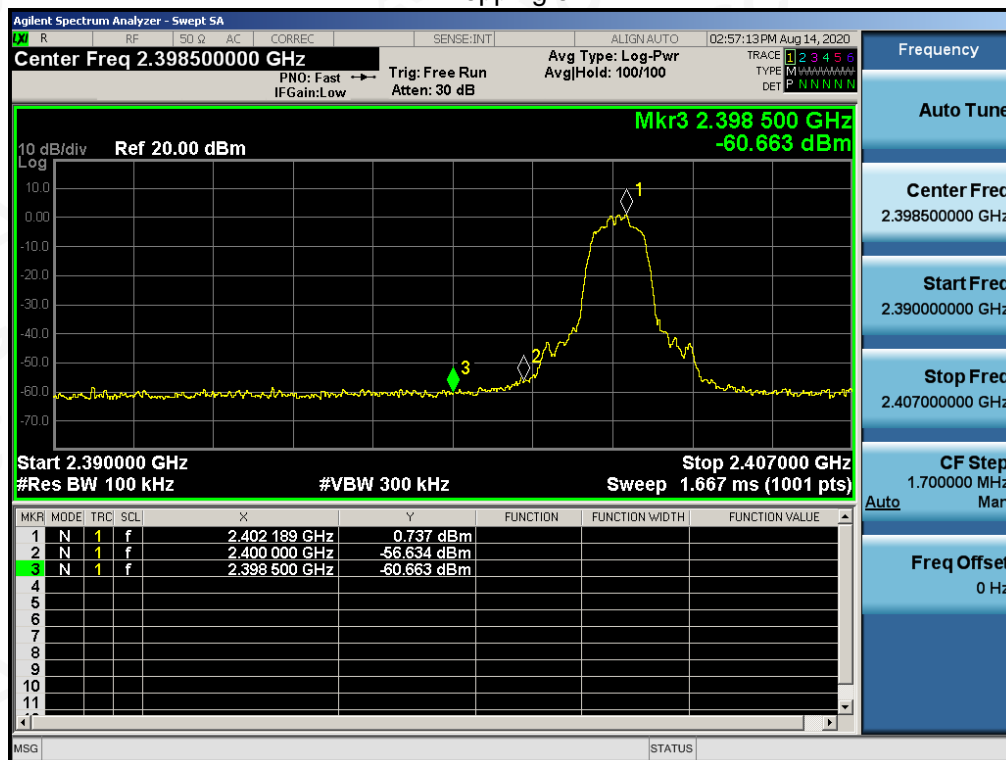 Agilent Spectrum Analyzer - Swept SA
LXI R RF 50 Ω AC CORREC SENSE:INT ALIGN AUTO 02:57:13 PM Aug 14, 2020
Center Freq 2.398500000 GHz
PNO: Fast
IFGain:Low
Trig: Free Run
Atten: 30 dB
Avg Type: Log-Pwr
Avg|Hold: 100/100
TRACE 1 2 3 4 5 6
TYPE M
DET P N N N N N
Mkr3 2.398 500 GHz
-60.663 dBm
10 dB/div Ref 20.00 dBm
Log
10.0
0.00
-10.0
-20.0
-30.0
-40.0
-50.0
-60.0
-70.0
1
2
3
Start 2.390000 GHz Stop 2.407000 GHz
#Res BW 100 kHz #VBW 300 kHz Sweep 1.667 ms (1001 pts)
MKR MODE TRC SCL X Y FUNCTION FUNCTION WIDTH FUNCTION VALUE
1 N 1 f 2.402 189 GHz 0.737 dBm
2 N 1 f 2.400 000 GHz -56.634 dBm
3 N 1 f 2.398 500 GHz -60.663 dBm
4
5
6
7
8
9
10
11
MSG STATUS
Frequency
Auto Tune
Center Freq
2.398500000 GHz
Start Freq
2.390000000 GHz
Stop Freq
2.407000000 GHz
CF Step
1.700000 MHz
Auto Man
Freq Offset
0 Hz